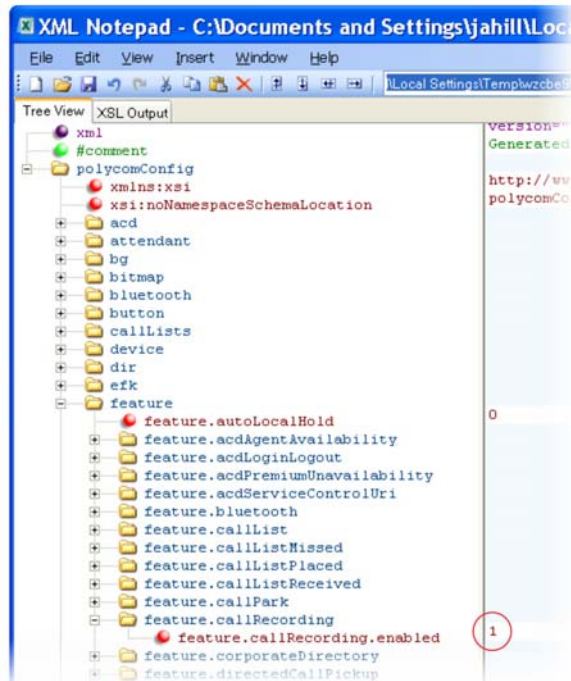 XML Notepad - C:\Documents and Settings\jahill\Loc
File Edit View Insert Window Help
\Local Settings\Temp\wzcbe9
Tree View XSL Output
xml version="
#comment Generated
polycomConfig
xmlns:xsi http://ww
xsi:noNamespaceSchemaLocation polycomCo
acd
attendant
bg
bitmap
bluetooth
button
callLists
device
dir
efk
feature
feature.autoLocalHold 0
feature.acdAgentAvailability
feature.acdLoginLogout
feature.acdPremiumUnavailability
feature.acdServiceControlUri
feature.bluetooth
feature.callList
feature.callListMissed
feature.callListPlaced
feature.callListReceived
feature.callPark
feature.callRecording
feature.callRecording.enabled 1
feature.corporateDirectory
feature.directedCallPickup